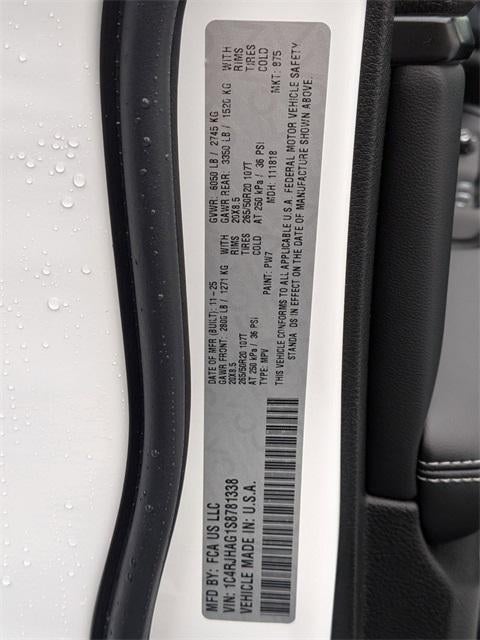 MFD BY: FCA US LLC
VIN: 1C4RJHAG1S8781338
VEHICLE MADE IN: U.S.A.
DATE OF MFR (BUILT): 11-25 GVWR: 6050 LB / 2745 KG
GAWR FRONT: 2800 LB / 1271 KG WITH GAWR REAR: 3350 LB / 1520 KG WITH
20X8.5 RIMS 20X8.5 RIMS
265/50R20 107T TIRES 265/50R20 107T TIRES
AT 250 kPa / 36 PSI COLD AT 250 kPa / 36 PSI COLD
TYPE: MPV PAINT: PW7 MDH: 111818 MKT: 875
THIS VEHICLE CONFORMS TO ALL APPLICABLE U.S.A. FEDERAL MOTOR VEHICLE SAFETY
STANDA DS IN EFFECT ON THE DATE OF MANUFACTURE SHOWN ABOVE.